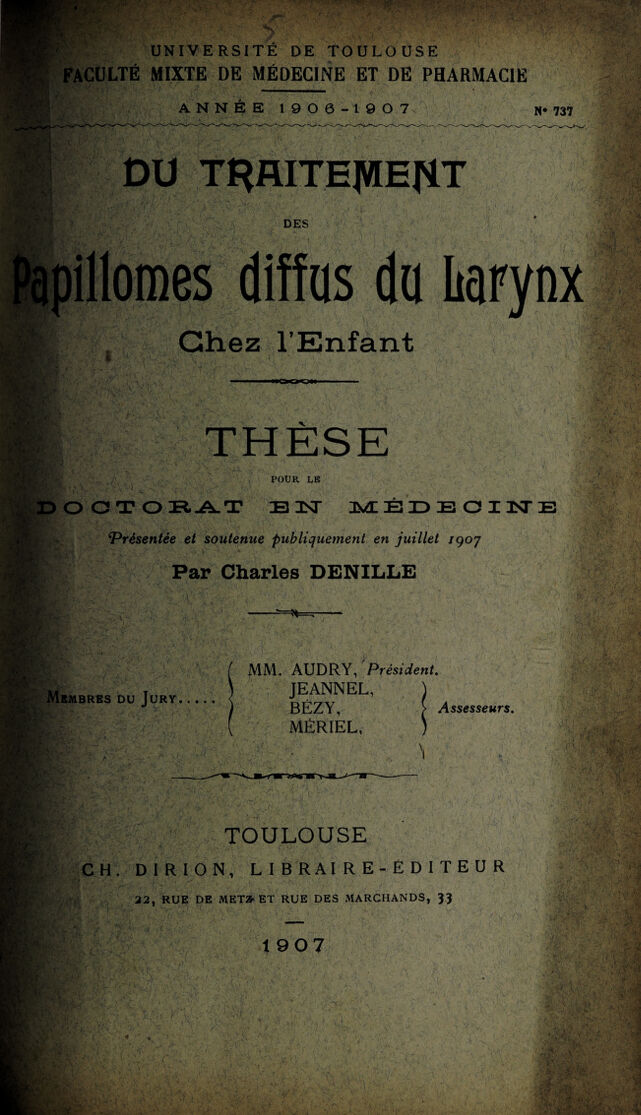 UNIVERSITÉ DE TOULOUSE
FACULTÉ MIXTE DE MÉDECINE ET DE PHARMACIE
ANNÉE 1906-1907
N• 737
DU TRAITEMENT
DES
Papillomes diffus du Larynx
Chez l'Enfant
THÈSE
POUR LE
DOCTORAT EN MÉDECINE
Présentée et soutenue publiquement en juillet 1907
Par Charles DENILLE
MEMBRES DU JURY.....
MM. AUDRY, Président.
JEANNEL,
BÉZY,
MÉRIEL,
Assesseurs.
TOULOUSE
CH. DIRION, LIBRAIRE-ÉDITEUR
22, RUE DE METZ ET RUE DES MARCHANDS, 33
1907